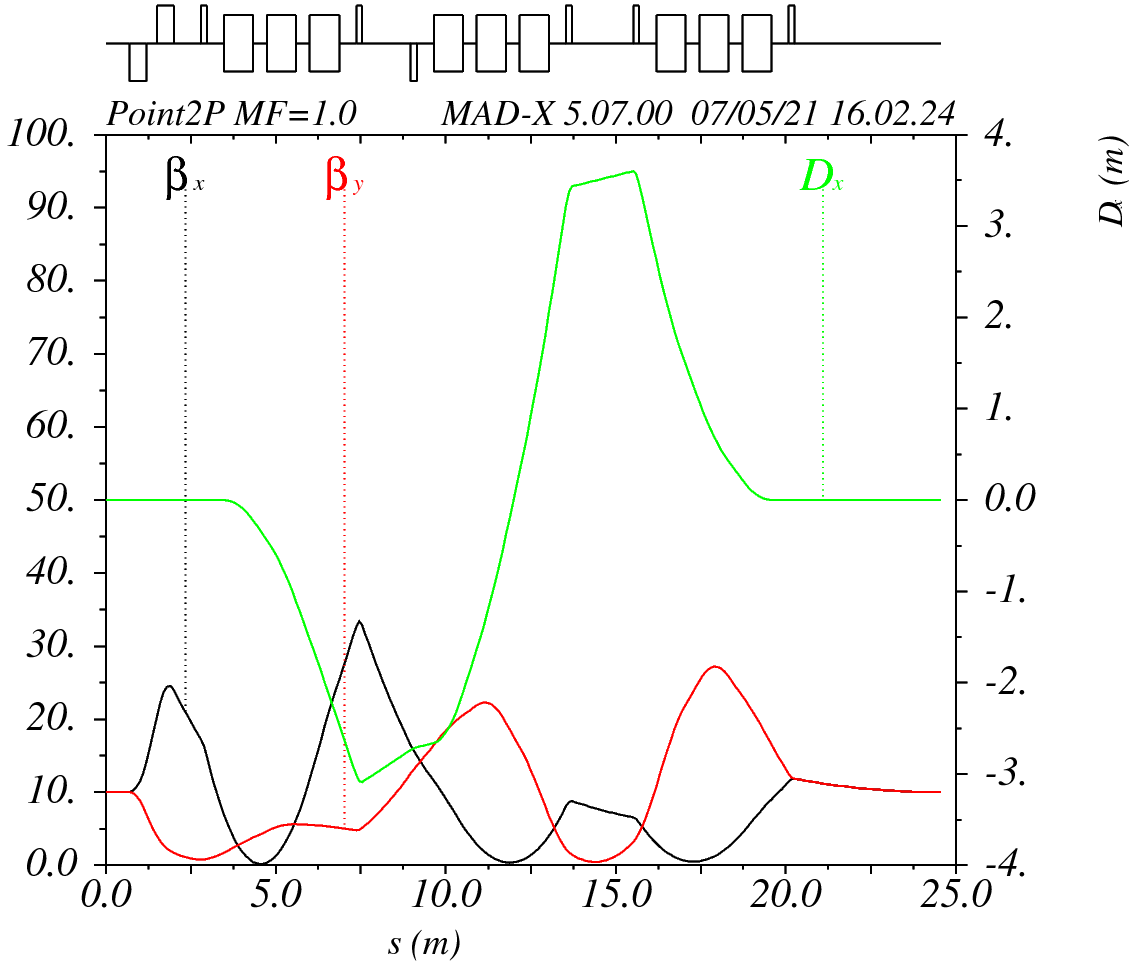 Point2P MF=1.0 MAD-X 5.07.00 07/05/21 16.02.24
100.
90.
80.
70.
60.
50.
40.
30.
20.
10.
0.0
βx
βy
Dx
4.
3.
2.
1.
0.0
-1.
-2.
-3.
-4.
Dx (m)
0.0 5.0 10.0 15.0 20.0 25.0
s (m)